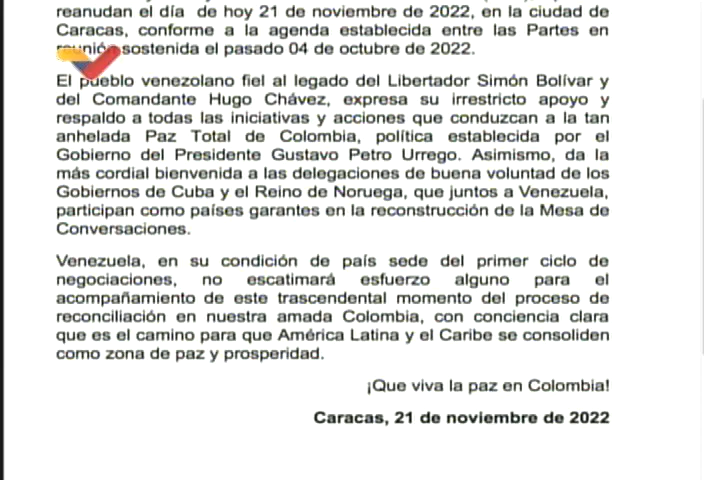 reanudan el día de hoy 21 de noviembre de 2022, en la ciudad de
Caracas, conforme a la agenda establecida entre las Partes en
reunión sostenida el pasado 04 de octubre de 2022.
El pueblo venezolano fiel al legado del Libertador Simón Bolívar y
del Comandante Hugo Chávez, expresa su irrestricto apoyo y
respaldo a todas las iniciativas y acciones que conduzcan a la tan
anhelada Paz Total de Colombia, política establecida por el
Gobierno del Presidente Gustavo Petro Urrego. Asimismo, da la
más cordial bienvenida a las delegaciones de buena voluntad de los
Gobiernos de Cuba y el Reino de Noruega, que juntos a Venezuela,
participan como países garantes en la reconstrucción de la Mesa de
Conversaciones.
Venezuela, en su condición de país sede del primer ciclo de
negociaciones, no escatimará esfuerzo alguno para el
acompañamiento de este trascendental momento del proceso de
reconciliación en nuestra amada Colombia, con conciencia clara
que es el camino para que América Latina y el Caribe se consoliden
como zona de paz y prosperidad.
¡Que viva la paz en Colombia!
Caracas, 21 de noviembre de 2022